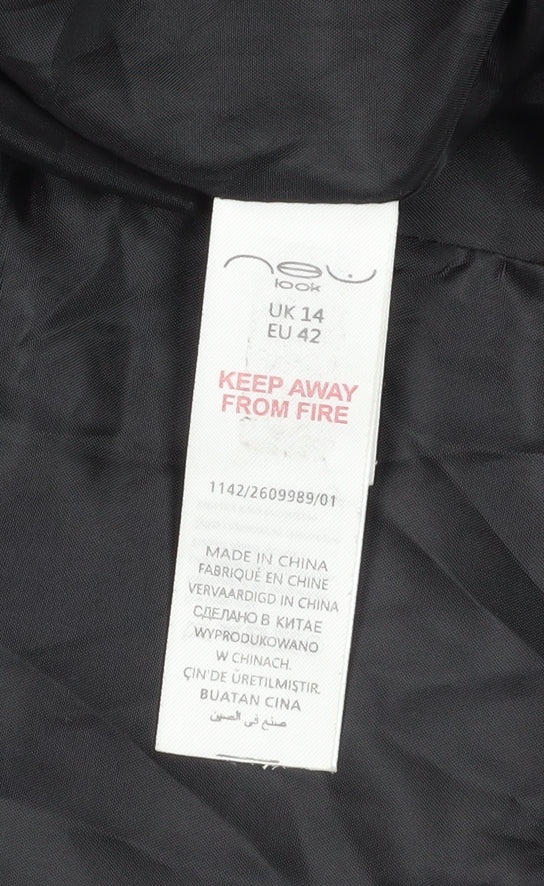 new
look
UK 14
EU 42
KEEP AWAY
FROM FIRE
1142/2609989/01
MADE IN CHINA
FABRIQUÉ EN CHINE
VERVAARDIGD IN CHINA
СДЕЛАНО В КИТАЕ
WYPRODUKOWANO
W CHINACH.
ÇIN'DE ÜRETILMIŞTIR.
BUATAN CINA
صنع في الصين